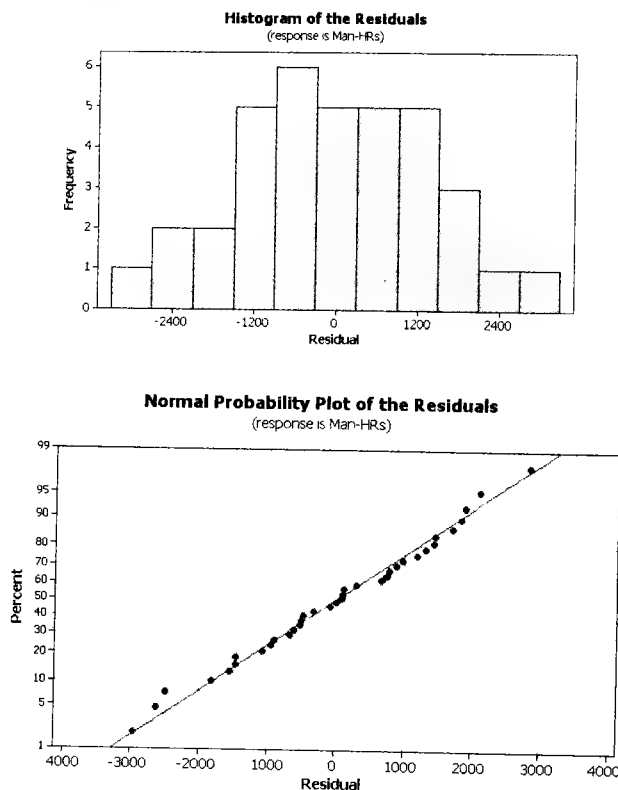 Histogram of the Residuals
(response is Man-HRs)
6
5
4
3
2
1
0
Frequency
-2400 -1200 0 1200 2400
Residual
Normal Probability Plot of the Residuals
(response is Man-HRs)
99
95
90
80
70
60
50
40
30
20
10
5
1
Percent
4000 -3000 -2000 1000 0 1000 2000 3000 4000
Residual